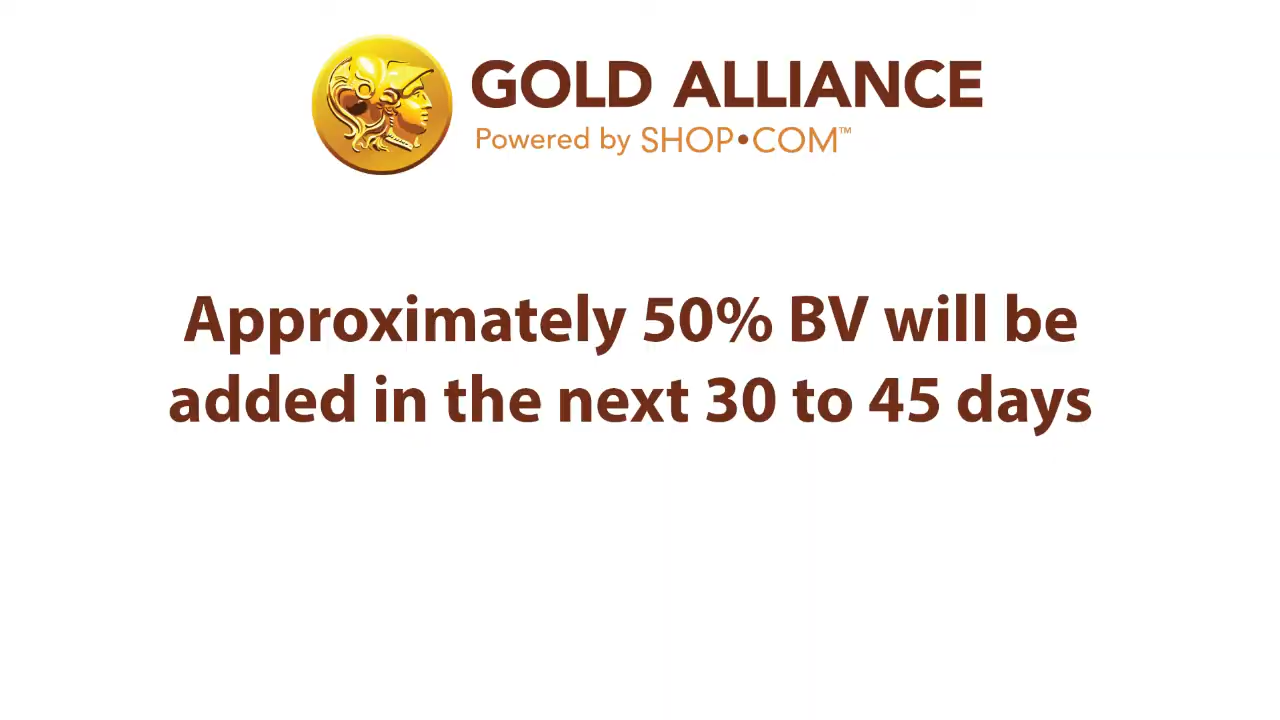 GOLD ALLIANCE
Powered by SHOP•COM™
Approximately 50% BV will be
added in the next 30 to 45 days